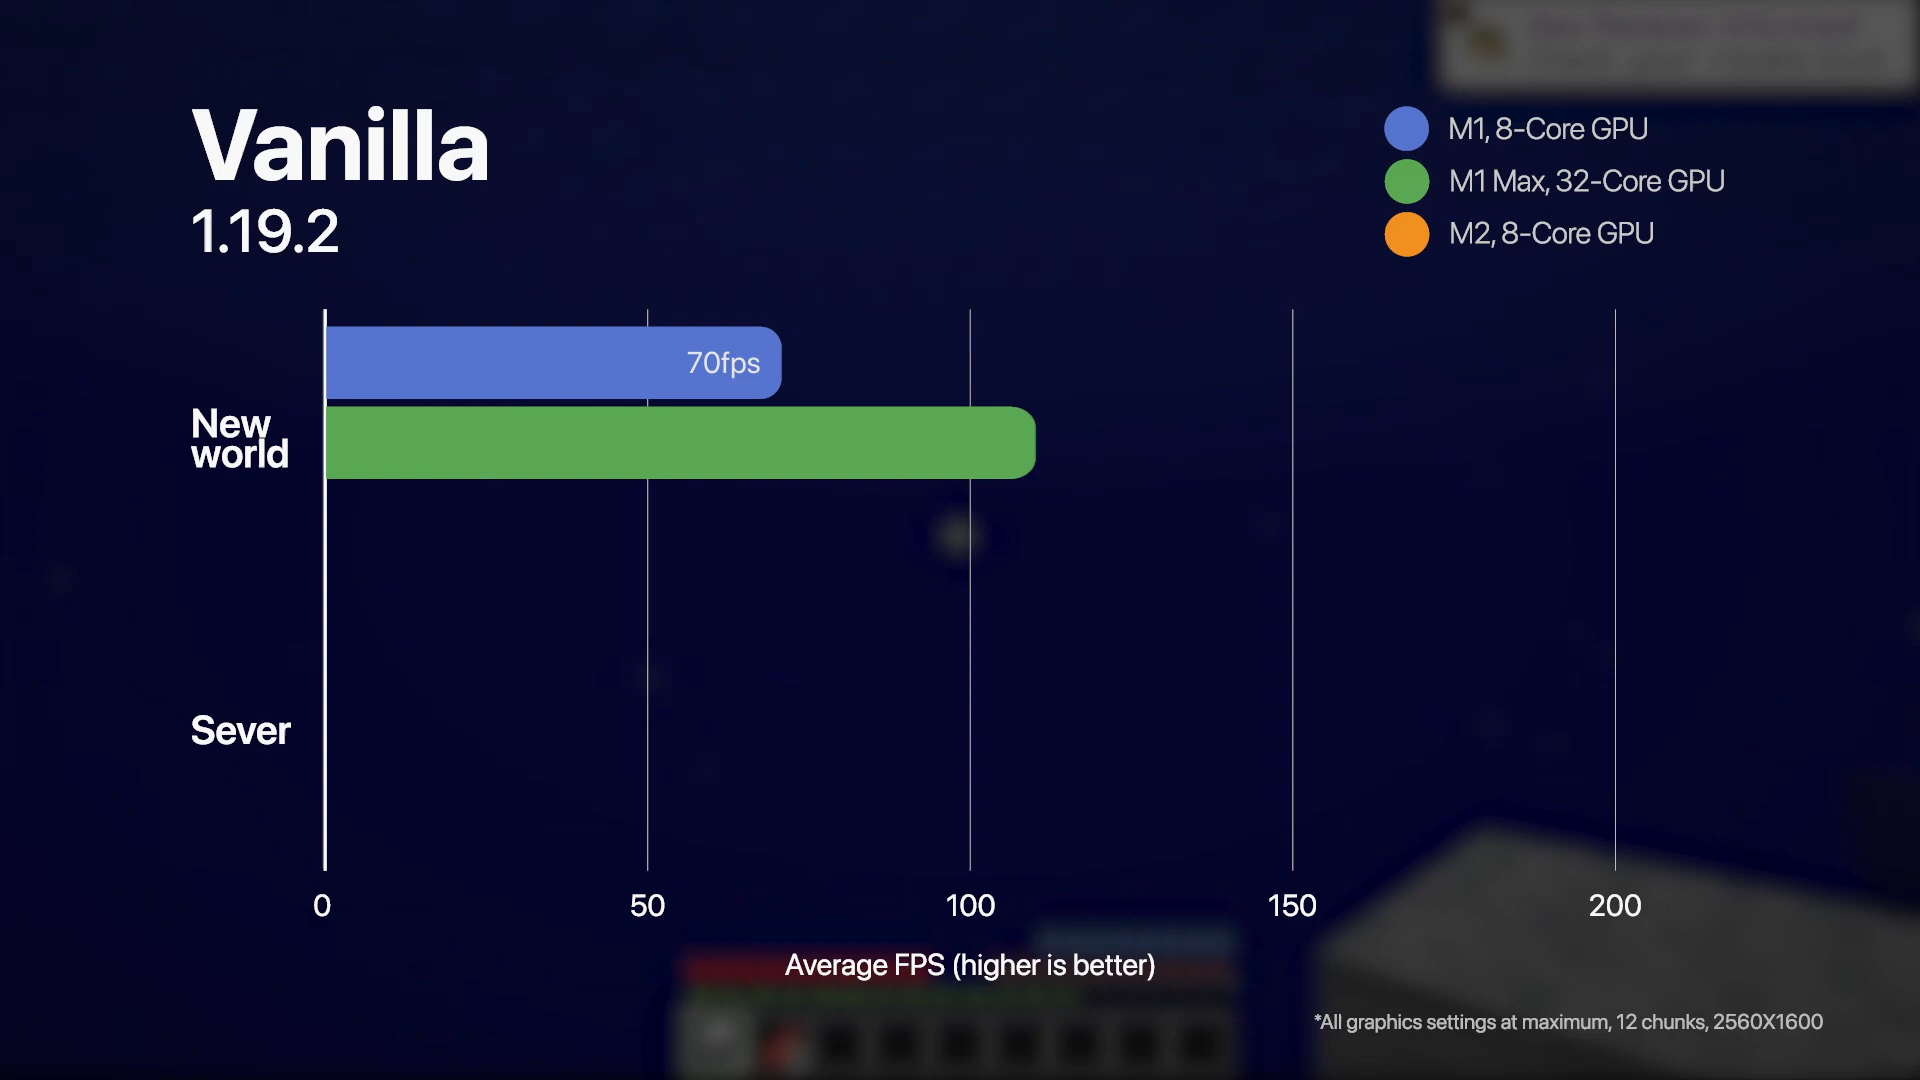 Vanilla
1.19.2
M1, 8-Core GPU
M1 Max, 32-Core GPU
M2, 8-Core GPU
70fps
New
world
Sever
0 50 100 150 200
Average FPS (higher is better)
*All graphics settings at maximum, 12 chunks, 2560X1600